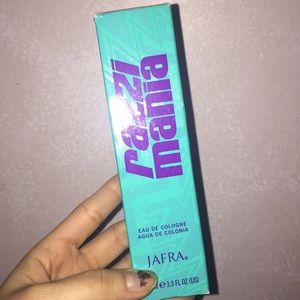 razzi
mania
EAU DE COLOGNE
AGUA DE COLONIA
JAFRA®
3.3 FL OZ (US)